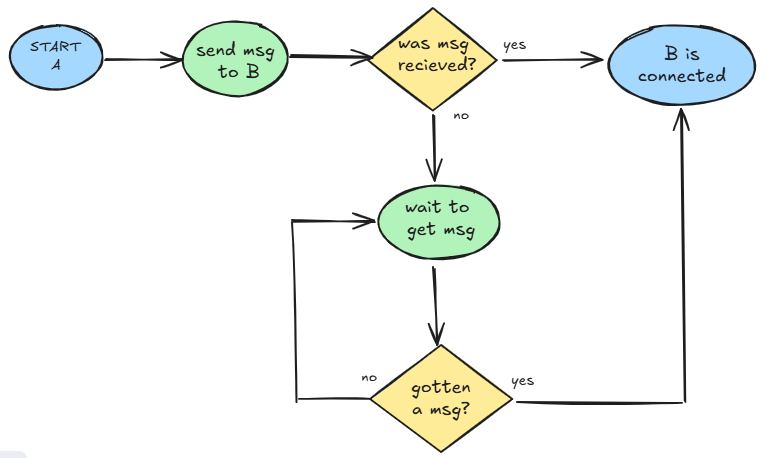 START
A
send msg
to B
was msg
recieved?
yes
B is
connected
no
wait to
get msg
no
gotten
a msg?
yes